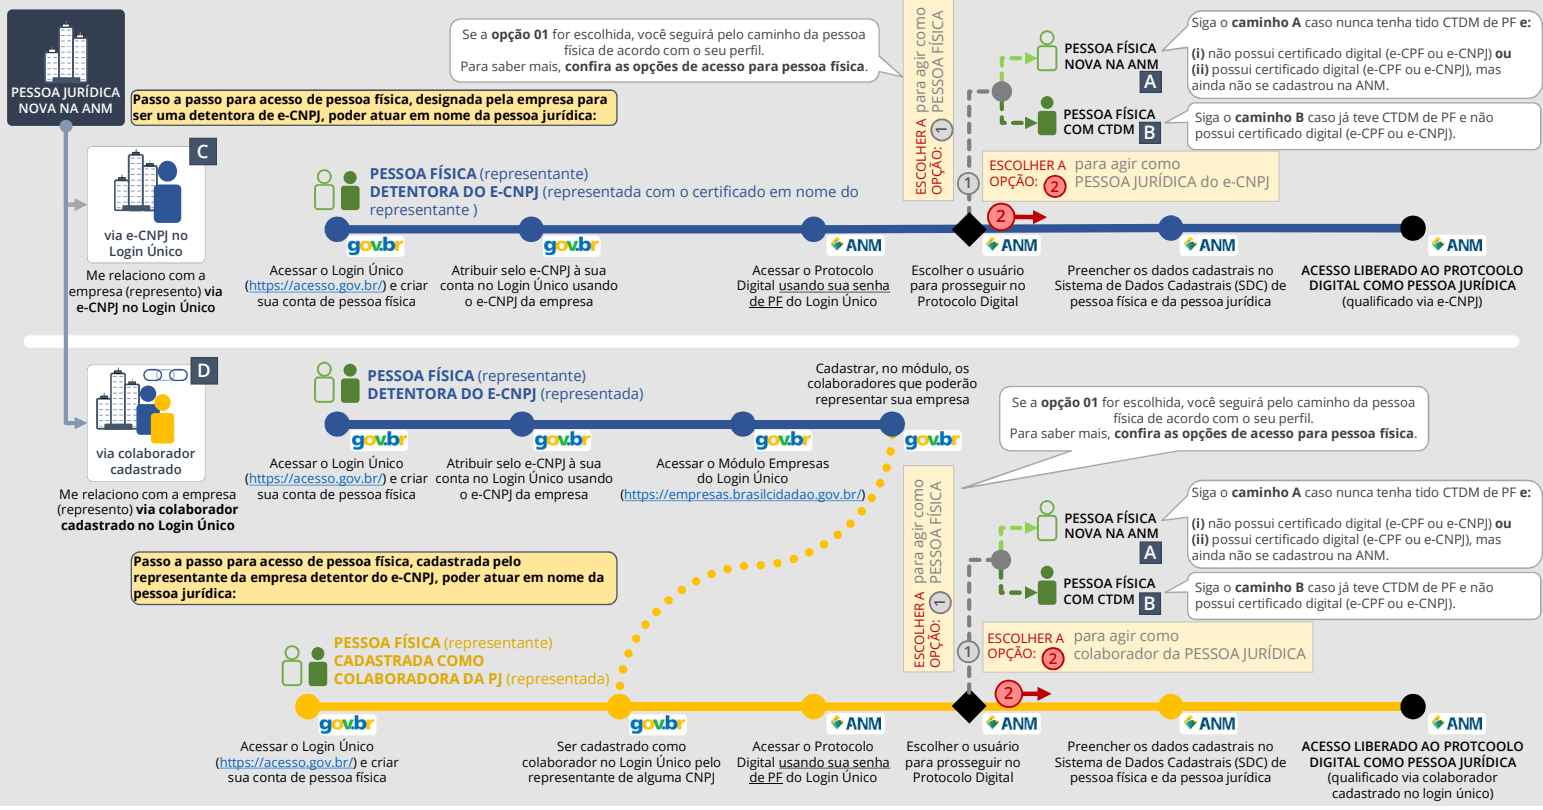 PESSOA JURÍDICA
NOVA NA ANM
Se a opção 01 for escolhida, você seguirá pelo caminho da pessoa
física de acordo com o seu perfil.
Para saber mais, confira as opções de acesso para pessoa física.
Passo a passo para acesso de pessoa física, designada pela empresa para
ser uma detentora de e-CNPJ, poder atuar em nome da pessoa jurídica:
ESCOLHER A para agir como
OPÇÃO: 1 PESSOA FÍSICA
PESSOA FÍSICA
NOVA NA ANM
A
Siga o caminho A caso nunca tenha tido CTDM de PF e:
(i) não possui certificado digital (e-CPF ou e-CNPJ) ou
(ii) possui certificado digital (e-CPF ou e-CNPJ), mas
ainda não se cadastrou na ANM.
PESSOA FÍSICA
COM CTDM
B
Siga o caminho B caso já teve CTDM de PF e não
possui certificado digital (e-CPF ou e-CNPJ).
C
via e-CNPJ no
Login Único
Me relaciono com a
empresa (represento) via
e-CNPJ no Login Único
PESSOA FÍSICA (representante)
DETENTORA DO E-CNPJ (representada com o certificado em nome do
representante )
1
ESCOLHER A para agir como
OPÇÃO: 2 PESSOA JURÍDICA do e-CNPJ
2
gov.br
Acessar o Login Único
(https://acesso.gov.br/) e criar
sua conta de pessoa física
gov.br
Atribuir selo e-CNPJ à sua
conta no Login Único usando
o e-CNPJ da empresa
ANM
Acessar o Protocolo
Digital usando sua senha
de PF do Login Único
ANM
Escolher o usuário
para prosseguir no
Protocolo Digital
ANM
Preencher os dados cadastrais no
Sistema de Dados Cadastrais (SDC) de
pessoa física e da pessoa jurídica
ANM
ACESSO LIBERADO AO PROTCOOLO
DIGITAL COMO PESSOA JURÍDICA
(qualificado via e-CNPJ)
D
via colaborador
cadastrado
Me relaciono com a empresa
(represento) via colaborador
cadastrado no Login Único
PESSOA FÍSICA (representante)
DETENTORA DO E-CNPJ (representada)
gov.br
Acessar o Login Único
(https://acesso.gov.br/) e criar
sua conta de pessoa física
gov.br
Atribuir selo e-CNPJ à sua
conta no Login Único usando
o e-CNPJ da empresa
gov.br
Acessar o Módulo Empresas
do Login Único
(https://empresas.brasilcidadao.gov.br/)
Cadastrar, no módulo, os
colaboradores que poderão
representar sua empresa
gov.br
Se a opção 01 for escolhida, você seguirá pelo caminho da pessoa
física de acordo com o seu perfil.
Para saber mais, confira as opções de acesso para pessoa física.
ESCOLHER A para agir como
OPÇÃO: 1 PESSOA FÍSICA
PESSOA FÍSICA
NOVA NA ANM
A
Siga o caminho A caso nunca tenha tido CTDM de PF e:
(i) não possui certificado digital (e-CPF ou e-CNPJ) ou
(ii) possui certificado digital (e-CPF ou e-CNPJ), mas
ainda não se cadastrou na ANM.
PESSOA FÍSICA
COM CTDM
B
Siga o caminho B caso já teve CTDM de PF e não
possui certificado digital (e-CPF ou e-CNPJ).
Passo a passo para acesso de pessoa física, cadastrada pelo
representante da empresa detentor do e-CNPJ, poder atuar em nome da
pessoa jurídica:
PESSOA FÍSICA (representante)
CADASTRADA COMO
COLABORADORA DA PJ (representada)
1
ESCOLHER A para agir como
OPÇÃO: 2 colaborador da PESSOA JURÍDICA
2
gov.br
Acessar o Login Único
(https://acesso.gov.br/) e criar
sua conta de pessoa física
gov.br
Ser cadastrado como
colaborador no Login Único pelo
representante de alguma CNPJ
ANM
Acessar o Protocolo
Digital usando sua senha
de PF do Login Único
ANM
Escolher o usuário
para prosseguir no
Protocolo Digital
ANM
Preencher os dados cadastrais no
Sistema de Dados Cadastrais (SDC) de
pessoa física e da pessoa jurídica
ANM
ACESSO LIBERADO AO PROTCOOLO
DIGITAL COMO PESSOA JURÍDICA
(qualificado via colaborador
cadastrado no login único)